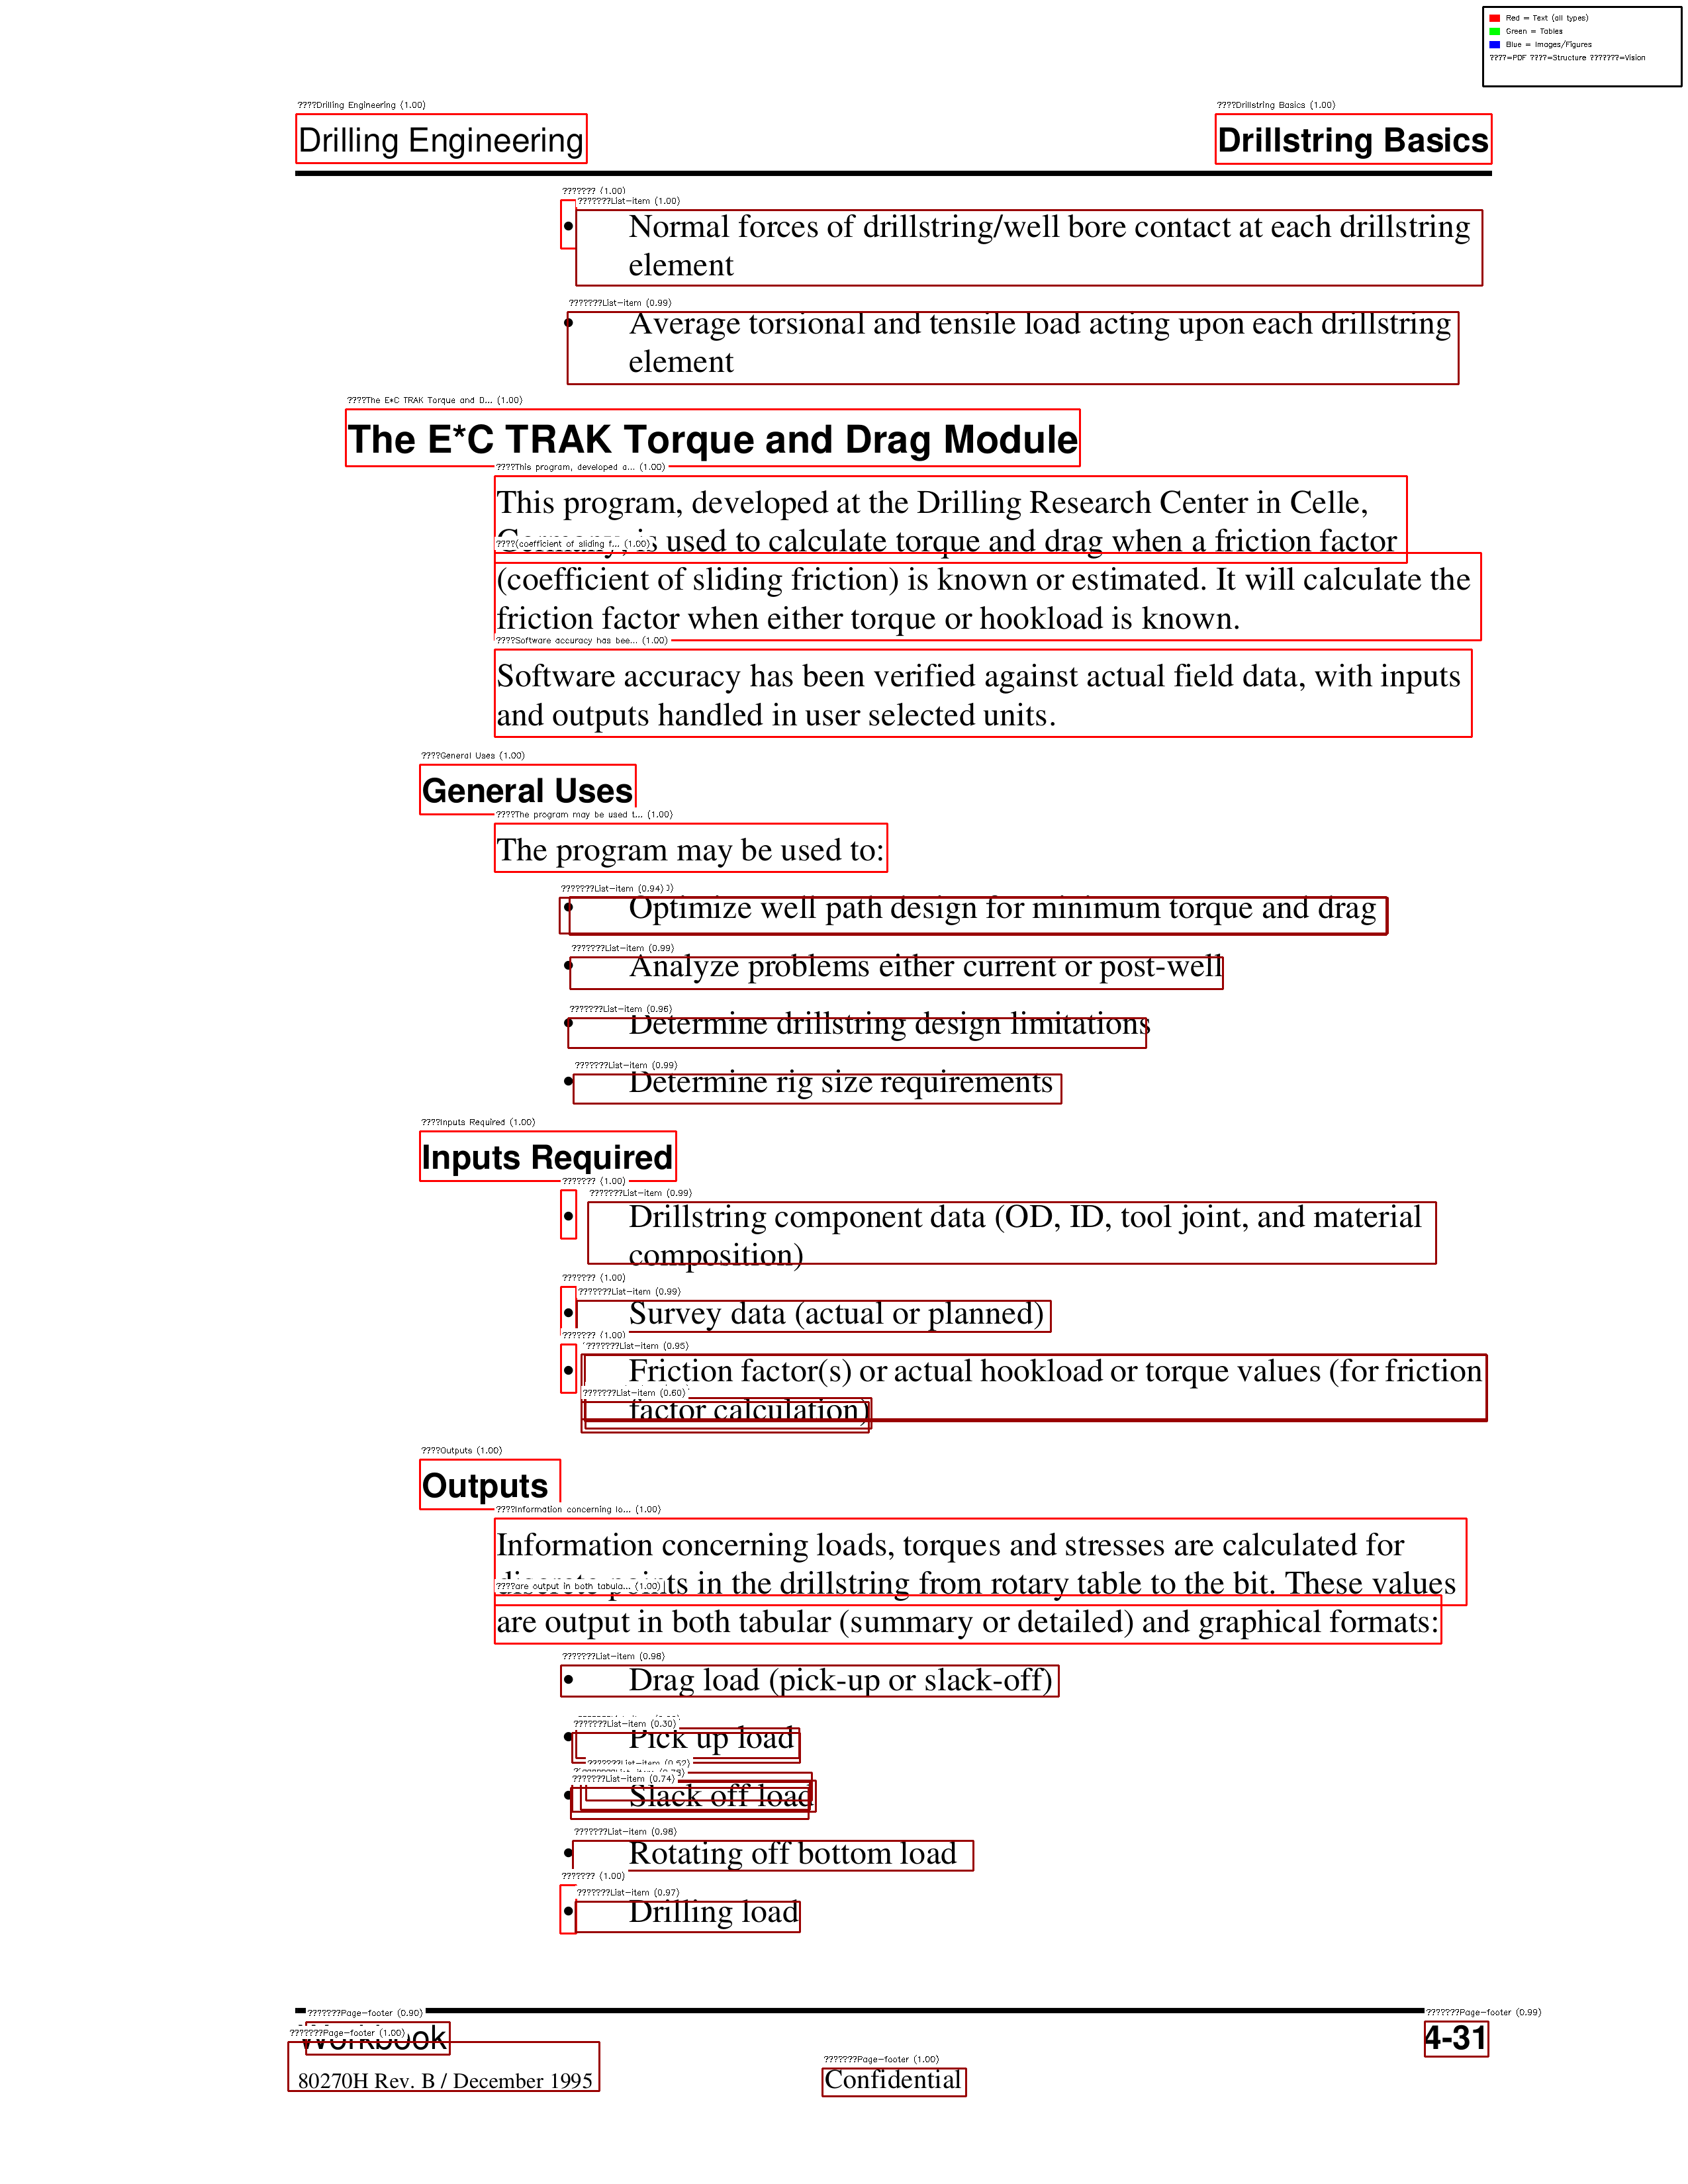 Red = Text (all types)
Green = Tables
Blue = Images/Figures
????=PDF ????=Structure ???????=Vision
????Drilling Engineering (1.00)
????Drillstring Basics (1.00)
Drilling Engineering
Drillstring Basics
??????? (1.00)
???????List-item (1.00)
• Normal forces of drillstring/well bore contact at each drillstring
element
???????List-item (0.99)
• Average torsional and tensile load acting upon each drillstring
element
????The E*C TRAK Torque and D... (1.00)
The E*C TRAK Torque and Drag Module
????This program, developed a... (1.00)
This program, developed at the Drilling Research Center in Celle,
Germany, is used to calculate torque and drag when a friction factor
????(coefficient of sliding f... (1.00)
(coefficient of sliding friction) is known or estimated. It will calculate the
friction factor when either torque or hookload is known.
????Software accuracy has bee... (1.00)
Software accuracy has been verified against actual field data, with inputs
and outputs handled in user selected units.
????General Uses (1.00)
General Uses
????The program may be used t... (1.00)
The program may be used to:
???????List-item (0.94)
• Optimize well path design for minimum torque and drag
???????List-item (0.99)
• Analyze problems either current or post-well
???????List-item (0.96)
• Determine drillstring design limitations
???????List-item (0.99)
• Determine rig size requirements
????Inputs Required (1.00)
Inputs Required
??????? (1.00)
???????List-item (0.99)
• Drillstring component data (OD, ID, tool joint, and material
composition)
??????? (1.00)
???????List-item (0.99)
• Survey data (actual or planned)
??????? (1.00)
???????List-item (0.95)
• Friction factor(s) or actual hookload or torque values (for friction
???????List-item (0.60)
factor calculation)
????Outputs (1.00)
Outputs
????Information concerning lo... (1.00)
Information concerning loads, torques and stresses are calculated for
discrete points in the drillstring from rotary table to the bit. These values
????are output in both tabula... (1.00)
are output in both tabular (summary or detailed) and graphical formats:
???????List-item (0.98)
• Drag load (pick-up or slack-off)
???????List-item (0.30)
• Pick up load
???????List-item (0.52)
???????List-item (0.74)
• Slack off load
???????List-item (0.98)
• Rotating off bottom load
??????? (1.00)
???????List-item (0.97)
• Drilling load
???????Page-footer (0.90)
???????Page-footer (0.99)
???????Page-footer (1.00)
Workbook
4-31
???????Page-footer (1.00)
80270H Rev. B / December 1995
Confidential